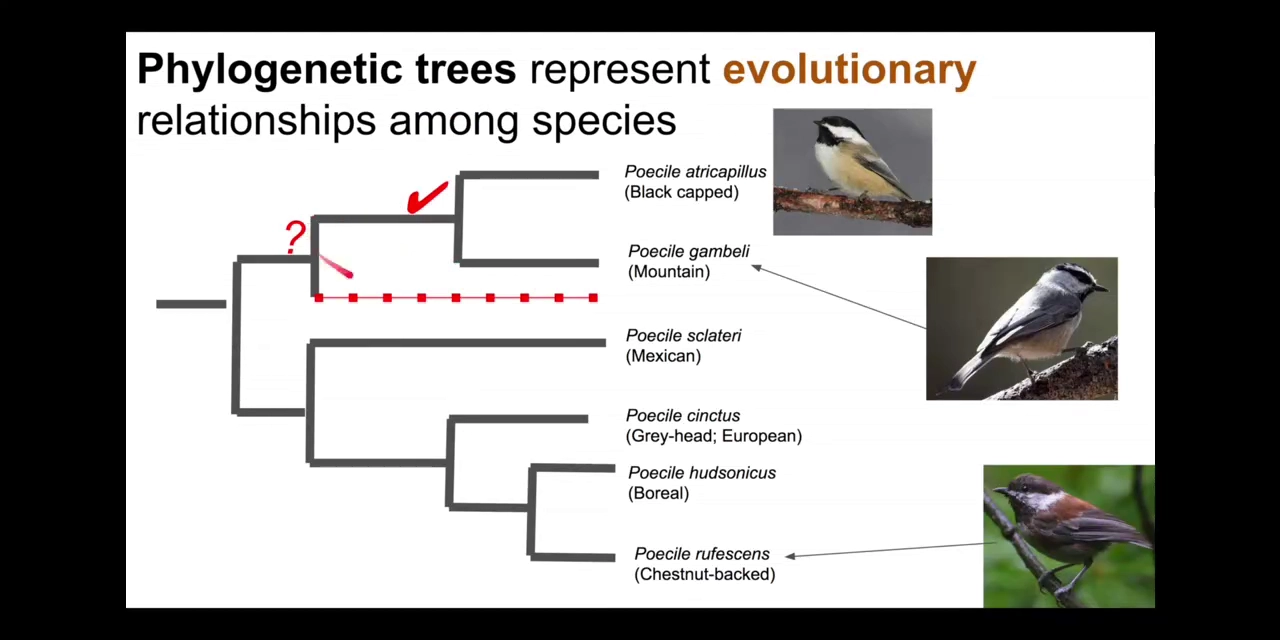 Phylogenetic trees represent evolutionary
relationships among species
Poecile atricapillus
(Black capped)
?
Poecile gambeli
(Mountain)
Poecile sclateri
(Mexican)
Poecile cinctus
(Grey-head; European)
Poecile hudsonicus
(Boreal)
Poecile rufescens
(Chestnut-backed)